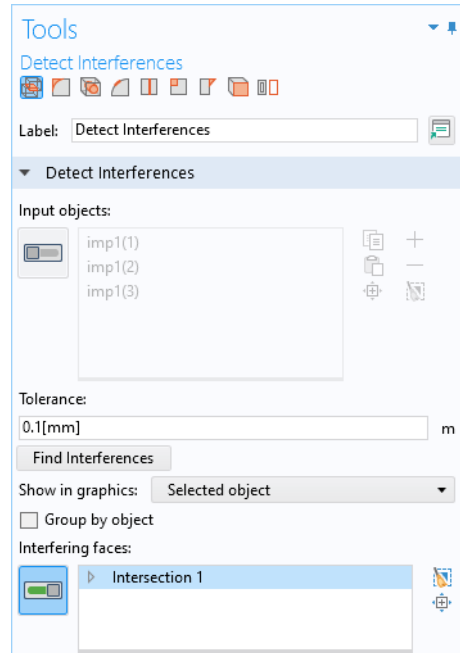 Tools
Detect Interferences
Label: Detect Interferences
Detect Interferences
Input objects:
imp1(1)
imp1(2)
imp1(3)
Tolerance:
0.1[mm] m
Find Interferences
Show in graphics: Selected object
Group by object
Interfering faces:
Intersection 1